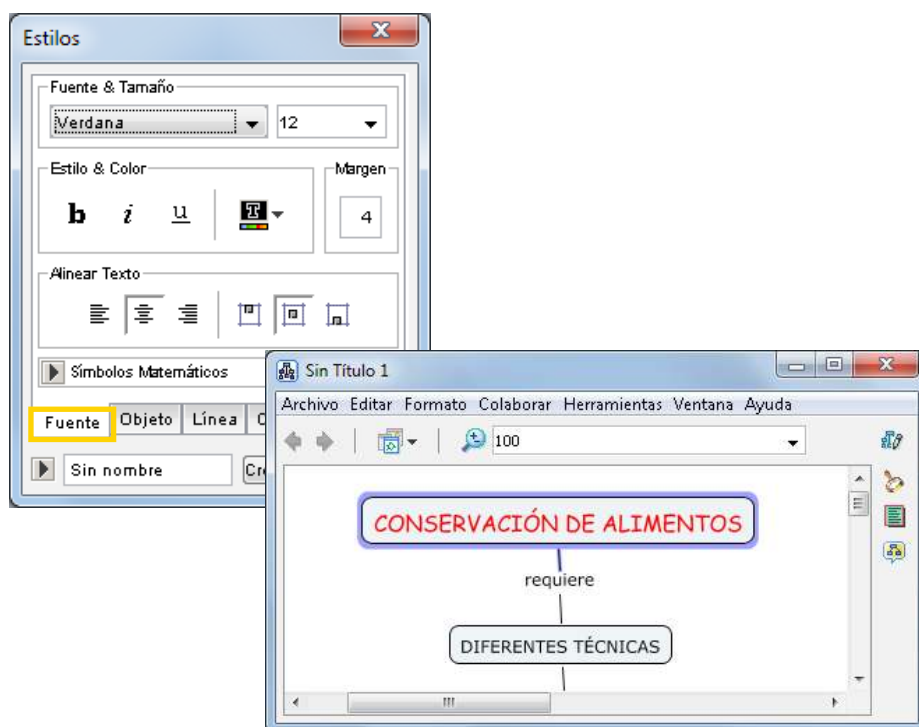 Estilos
Fuente & Tamaño
Verdana
12
Estilo & Color
Margen
b i u T
4
Alinear Texto
Símbolos Matemáticos
Fuente Objeto Línea
Sin nombre
Sin Título 1
Archivo Editar Formato Colaborar Herramientas Ventana Ayuda
100
CONSERVACIÓN DE ALIMENTOS
requiere
DIFERENTES TÉCNICAS